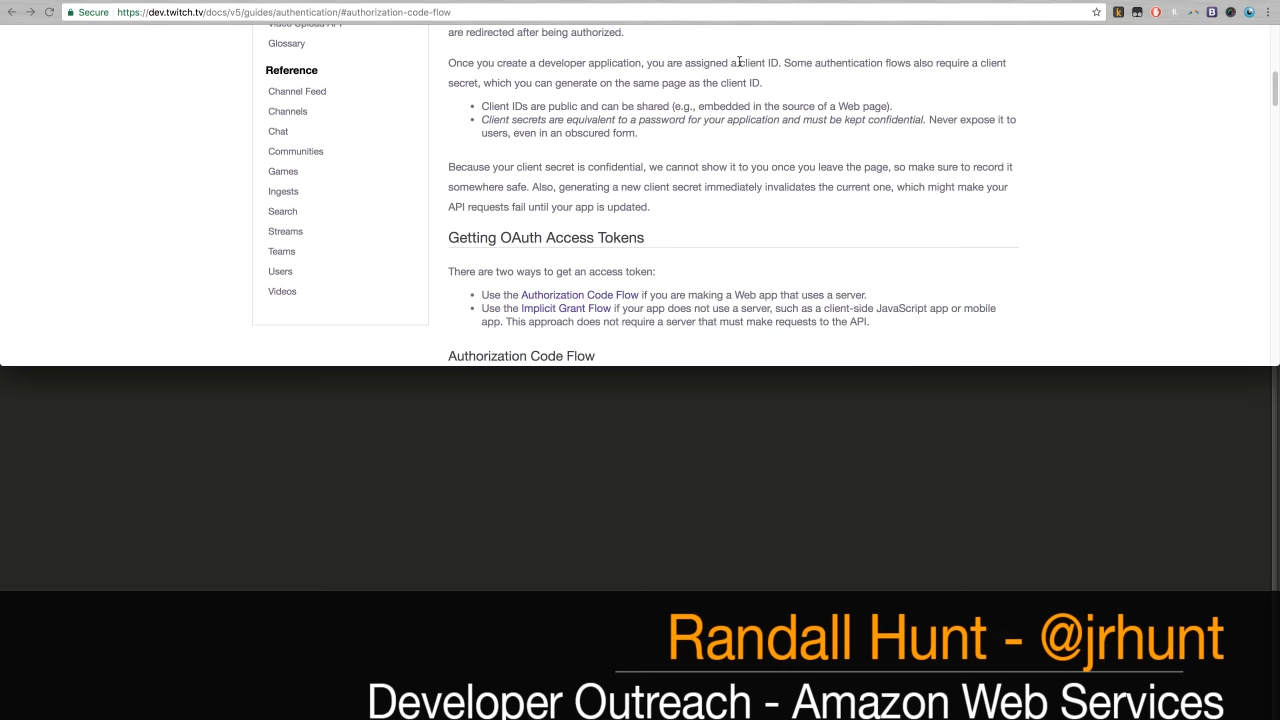 Secure https://dev.twitch.tv/docs/v5/guides/authentication/#authorization-code-flow
Glossary
Reference
Channel Feed
Channels
Chat
Communities
Games
Ingests
Search
Streams
Teams
Users
Videos
are redirected after being authorized.
Once you create a developer application, you are assigned a client ID. Some authentication flows also require a client
secret, which you can generate on the same page as the client ID.
• Client IDs are public and can be shared (e.g., embedded in the source of a Web page).
• Client secrets are equivalent to a password for your application and must be kept confidential. Never expose it to
users, even in an obscured form.
Because your client secret is confidential, we cannot show it to you once you leave the page, so make sure to record it
somewhere safe. Also, generating a new client secret immediately invalidates the current one, which might make your
API requests fail until your app is updated.
Getting OAuth Access Tokens
There are two ways to get an access token:
• Use the Authorization Code Flow if you are making a Web app that uses a server.
• Use the Implicit Grant Flow if your app does not use a server, such as a client-side JavaScript app or mobile
app. This approach does not require a server that must make requests to the API.
Authorization Code Flow
Randall Hunt - @jrhunt
Developer Outreach - Amazon Web Services